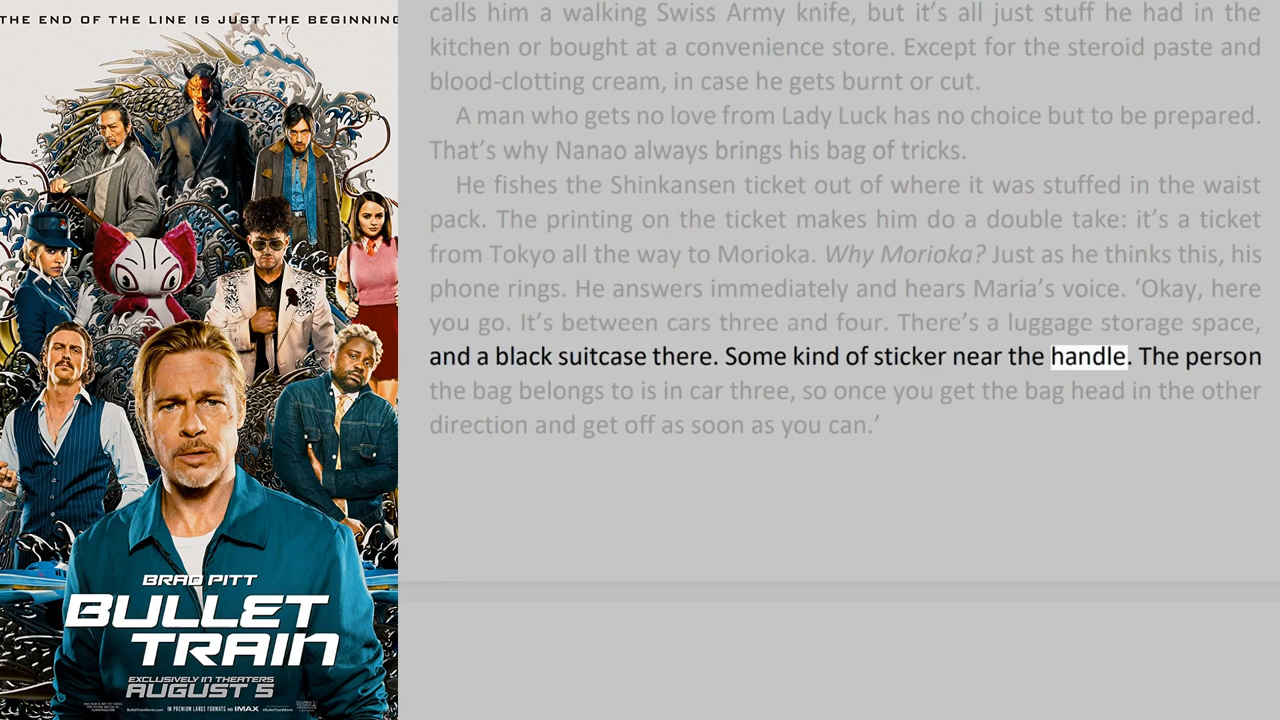 THE END OF THE LINE IS JUST THE BEGINNING
BRAD PITT
BULLET
TRAIN
EXCLUSIVELY IN THEATERS
AUGUST 5
IN PREMIUM LARGE FORMATS AND IMAX
calls him a walking Swiss Army knife, but it’s all just stuff he had in the
kitchen or bought at a convenience store. Except for the steroid paste and
blood-clotting cream, in case he gets burnt or cut.
A man who gets no love from Lady Luck has no choice but to be prepared.
That’s why Nanao always brings his bag of tricks.
He fishes the Shinkansen ticket out of where it was stuffed in the waist
pack. The printing on the ticket makes him do a double take: it’s a ticket
from Tokyo all the way to Morioka. Why Morioka? Just as he thinks this, his
phone rings. He answers immediately and hears Maria’s voice. ‘Okay, here
you go. It’s between cars three and four. There’s a luggage storage space,
and a black suitcase there. Some kind of sticker near the handle. The person
the bag belongs to is in car three, so once you get the bag head in the other
direction and get off as soon as you can.’